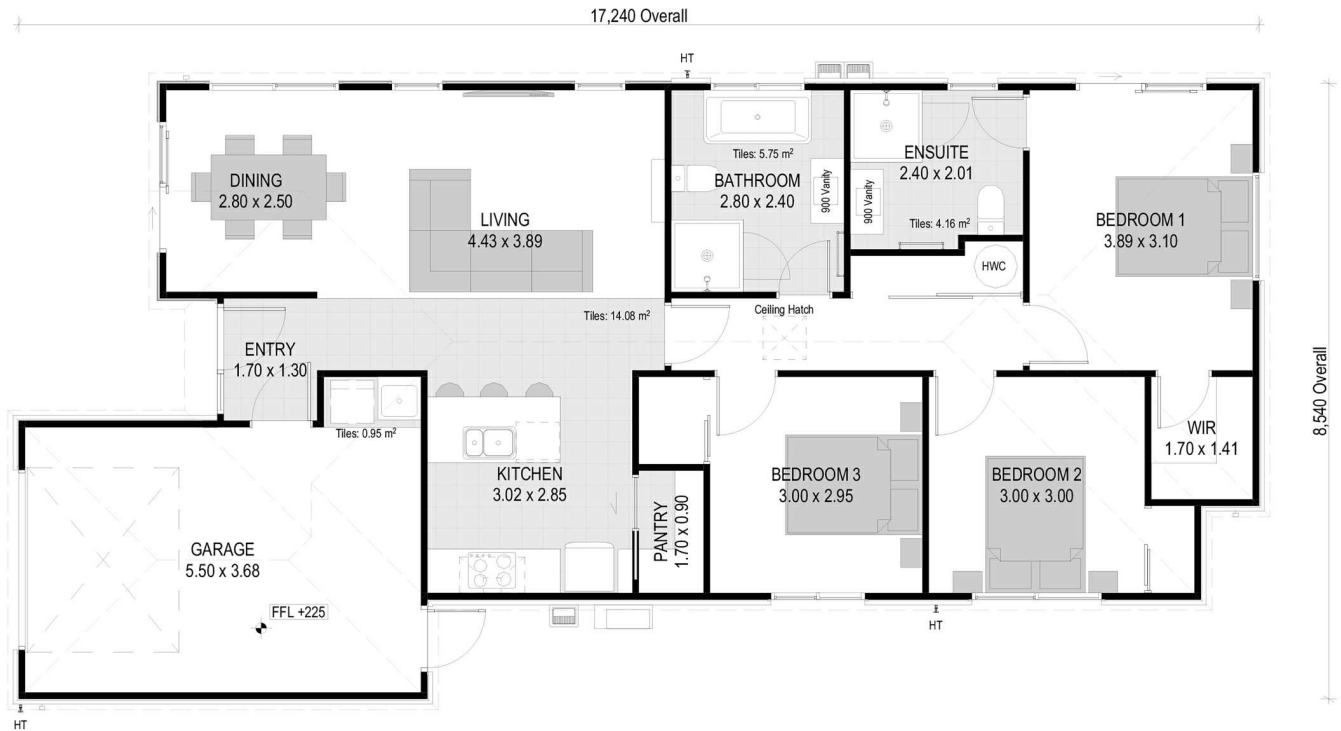 17,240 Overall
HT
Tiles: 5.75 m²
BATHROOM
2.80 x 2.40
900 Vanity
ENSUITE
2.40 x 2.01
900 Vanity
Tiles: 4.16 m²
DINING
2.80 x 2.50
LIVING
4.43 x 3.89
BEDROOM 1
3.89 x 3.10
HWC
Ceiling Hatch
Tiles: 14.08 m²
ENTRY
1.70 x 1.30
Tiles: 0.95 m²
KITCHEN
3.02 x 2.85
PANTRY
1.70 x 0.90
BEDROOM 3
3.00 x 2.95
BEDROOM 2
3.00 x 3.00
WIR
1.70 x 1.41
8,540 Overall
GARAGE
5.50 x 3.68
FFL +225
HT
HT